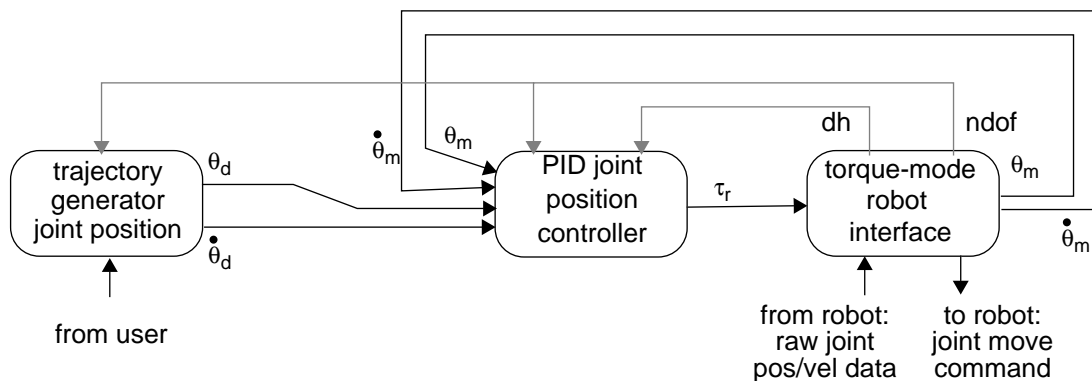 dh
ndof
θ̇m
θm
trajectory
generator
joint position
θd
θ̇d
PID joint
position
controller
τr
torque-mode
robot
interface
θm
θ̇m
from user
from robot:
raw joint
pos/vel data
to robot:
joint move
command